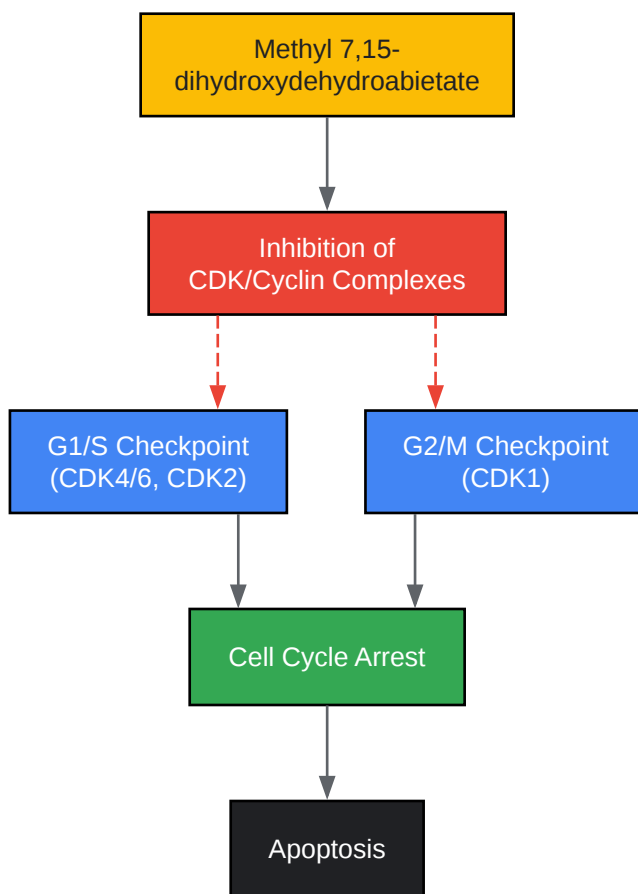 Methyl 7,15-
dihydroxydehydroabietate
Inhibition of
CDK/Cyclin Complexes
G1/S Checkpoint
(CDK4/6, CDK2)
G2/M Checkpoint
(CDK1)
Cell Cycle Arrest
Apoptosis